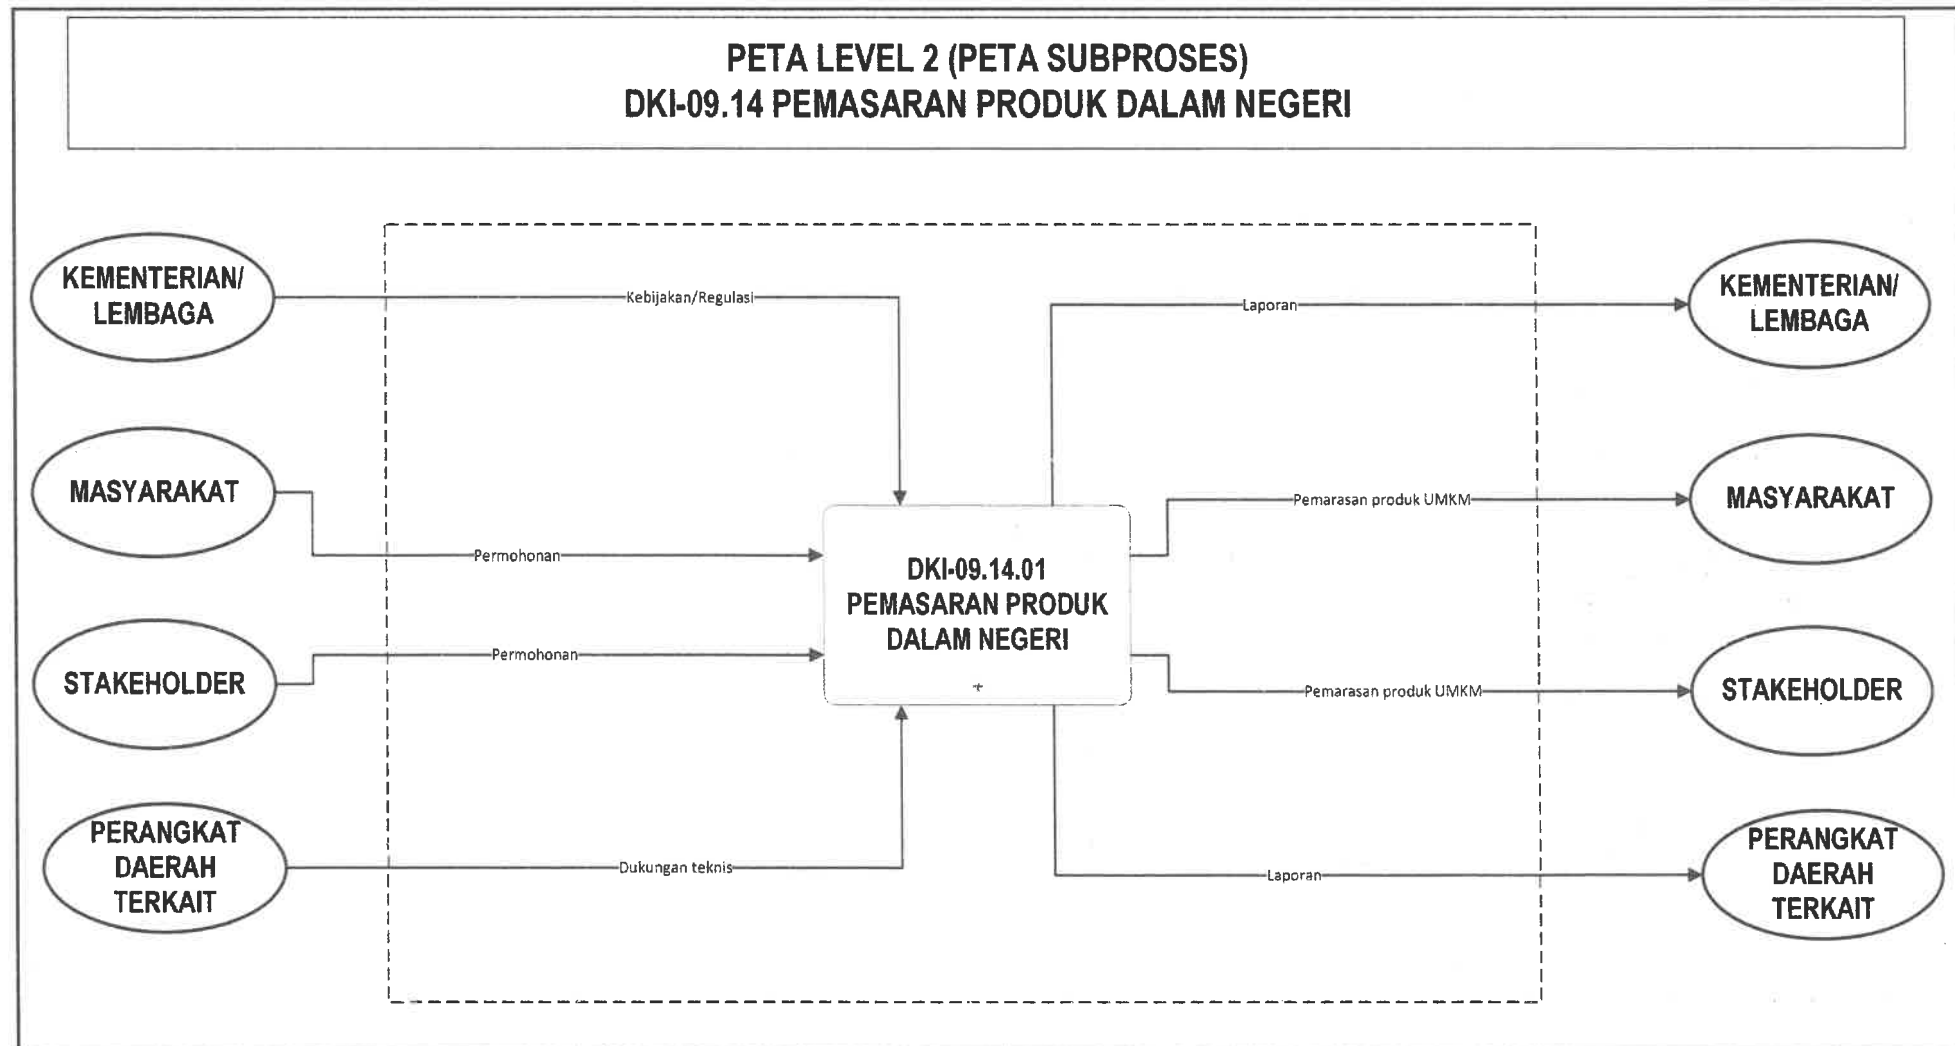 PETA LEVEL 2 (PETA SUBPROSES)
DKI-09.14 PEMASARAN PRODUK DALAM NEGERI
KEMENTERIAN/
LEMBAGA
Kebijakan/Regulasi
Laporan
KEMENTERIAN/
LEMBAGA
MASYARAKAT
Permohonan
Pemarasan produk UMKM
MASYARAKAT
DKI-09.14.01
PEMASARAN PRODUK
DALAM NEGERI
+
STAKEHOLDER
Permohonan
Pemarasan produk UMKM
STAKEHOLDER
PERANGKAT
DAERAH
TERKAIT
Dukungan teknis
Laporan
PERANGKAT
DAERAH
TERKAIT